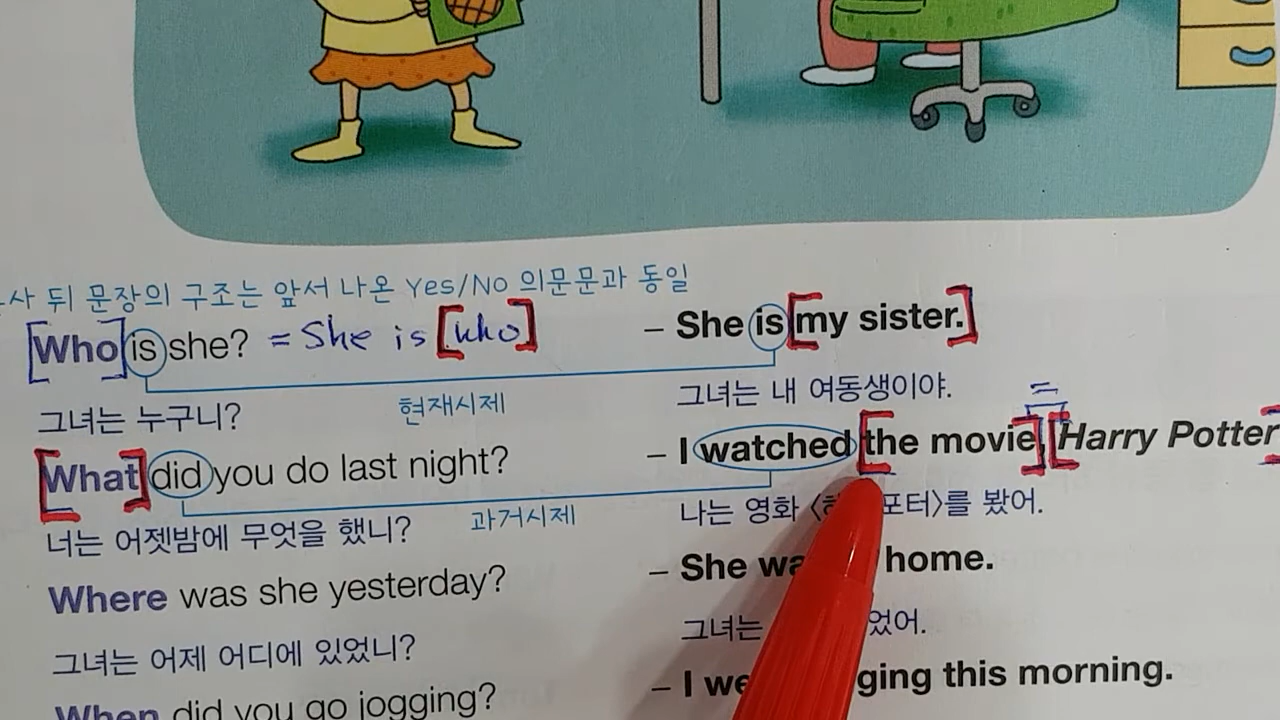 뒤 문장의 구조는 앞서 나온 Yes/No 의문문과 동일
[Who] is she? = She is [who] – She is [my sister.]
그녀는 누구니? 현재시제 그녀는 내 여동생이야.
[What] did you do last night? – I watched [the movie], [Harry Potter]
너는 어젯밤에 무엇을 했니? 과거시제 나는 영화 포터〉를 봤어.
Where was she yesterday? – She home.
그녀는 어제 어디에 있었니? 그녀는 었어.
When did you go jogging? – I this morning.